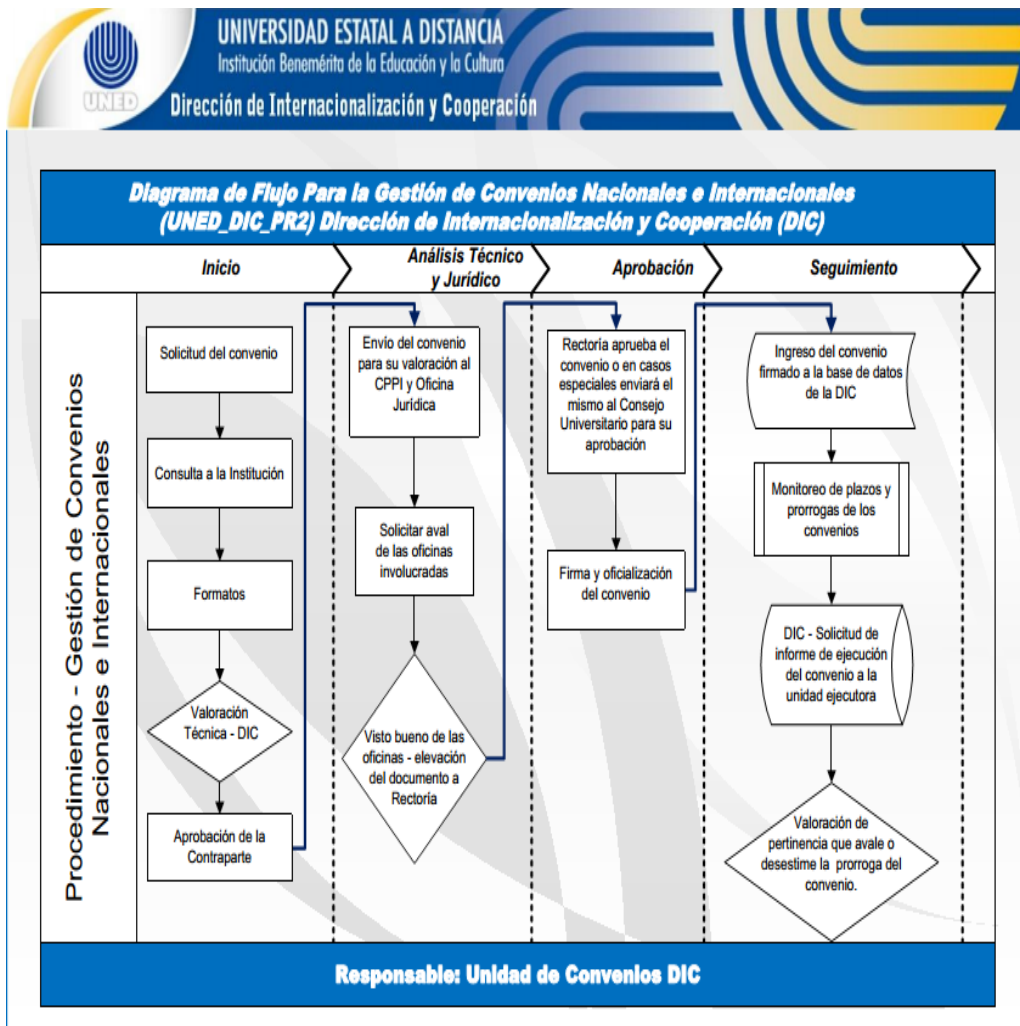 UNIVERSIDAD ESTATAL A DISTANCIA
Institución Benemérita de la Educación y la Cultura
UNED
Dirección de Internacionalización y Cooperación
Diagrama de Flujo Para la Gestión de Convenios Nacionales e Internacionales
(UNED_DIC_PR2) Dirección de Internacionalización y Cooperación (DIC)
Inicio
Análisis Técnico
y Jurídico
Aprobación
Seguimiento
Procedimiento - Gestión de Convenios
Nacionales e Internacionales
Solicitud del convenio
Consulta a la Institución
Formatos
Valoración
Técnica - DIC
Aprobación de la
Contraparte
Envío del convenio
para su valoración al
CPPI y Oficina
Jurídica
Solicitar aval
de las oficinas
involucradas
Visto bueno de las
oficinas - elevación
del documento a
Rectoría
Rectoría aprueba el
convenio o en casos
especiales enviará el
mismo al Consejo
Universitario para su
aprobación
Firma y oficialización
del convenio
Ingreso del convenio
firmado a la base de datos
de la DIC
Monitoreo de plazos y
prorrogas de los
convenios
DIC - Solicitud de
informe de ejecución
del convenio a la
unidad ejecutora
Valoración de
pertinencia que avale o
desestime la prorroga del
convenio.
Responsable: Unidad de Convenios DIC